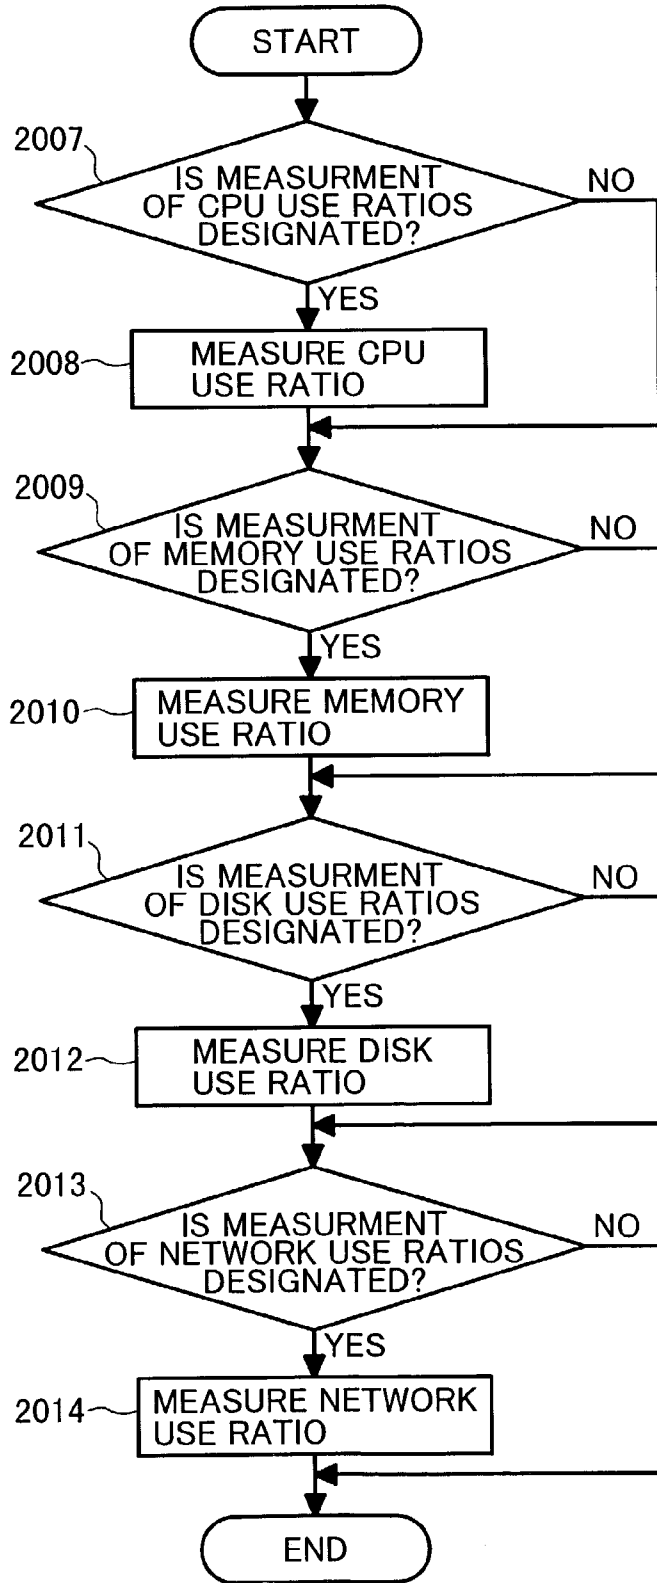 START
2007
IS MEASURMENT
OF CPU USE RATIOS
DESIGNATED?
NO
YES
2008
MEASURE CPU
USE RATIO
2009
IS MEASURMENT
OF MEMORY USE RATIOS
DESIGNATED?
NO
YES
2010
MEASURE MEMORY
USE RATIO
2011
IS MEASURMENT
OF DISK USE RATIOS
DESIGNATED?
NO
YES
2012
MEASURE DISK
USE RATIO
2013
IS MEASURMENT
OF NETWORK USE RATIOS
DESIGNATED?
NO
YES
2014
MEASURE NETWORK
USE RATIO
END